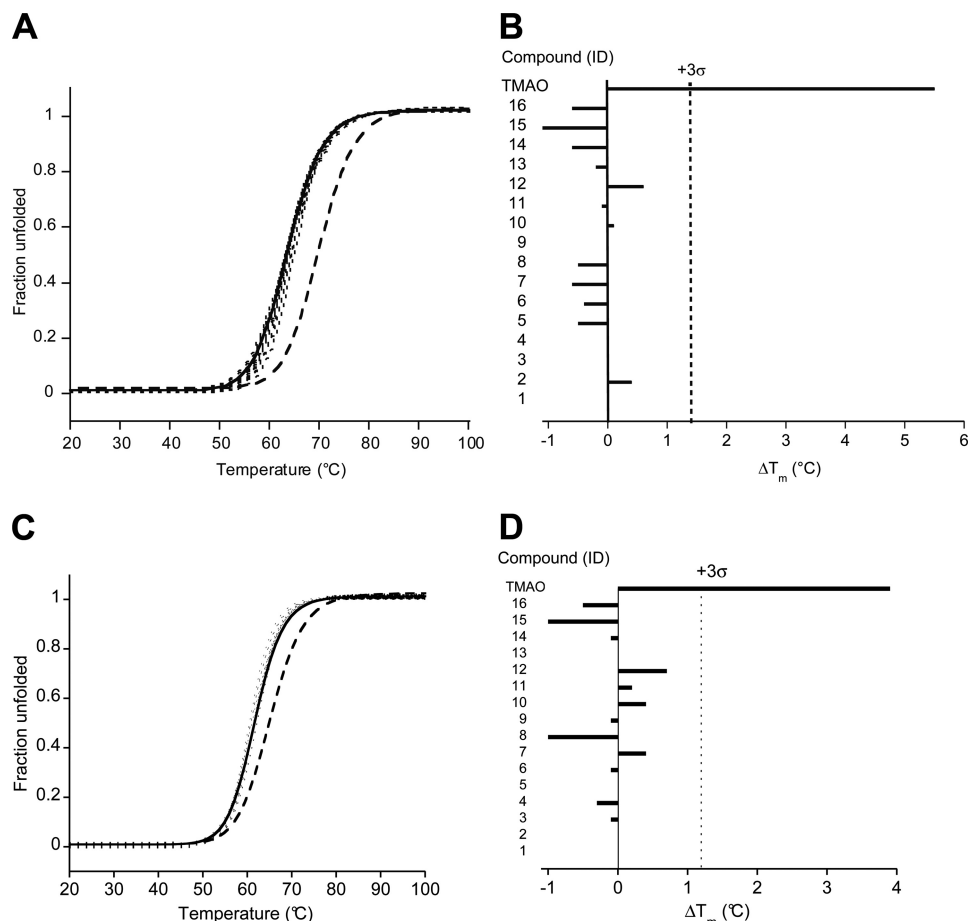 A
Fraction unfolded
1
0.8
0.6
0.4
0.2
0
20 30 40 50 60 70 80 90 100
Temperature (°C)
B
Compound (ID)
+3σ
TMAO
16
15
14
13
12
11
10
9
8
7
6
5
4
3
2
1
-1 0 1 2 3 4 5 6
ΔTm (°C)
C
Fraction unfolded
1
0.8
0.6
0.4
0.2
0
20 30 40 50 60 70 80 90 100
Temperature (°C)
D
Compound (ID)
+3σ
TMAO
16
15
14
13
12
11
10
9
8
7
6
5
4
3
2
1
-1 0 1 2 3 4
ΔTm (°C)